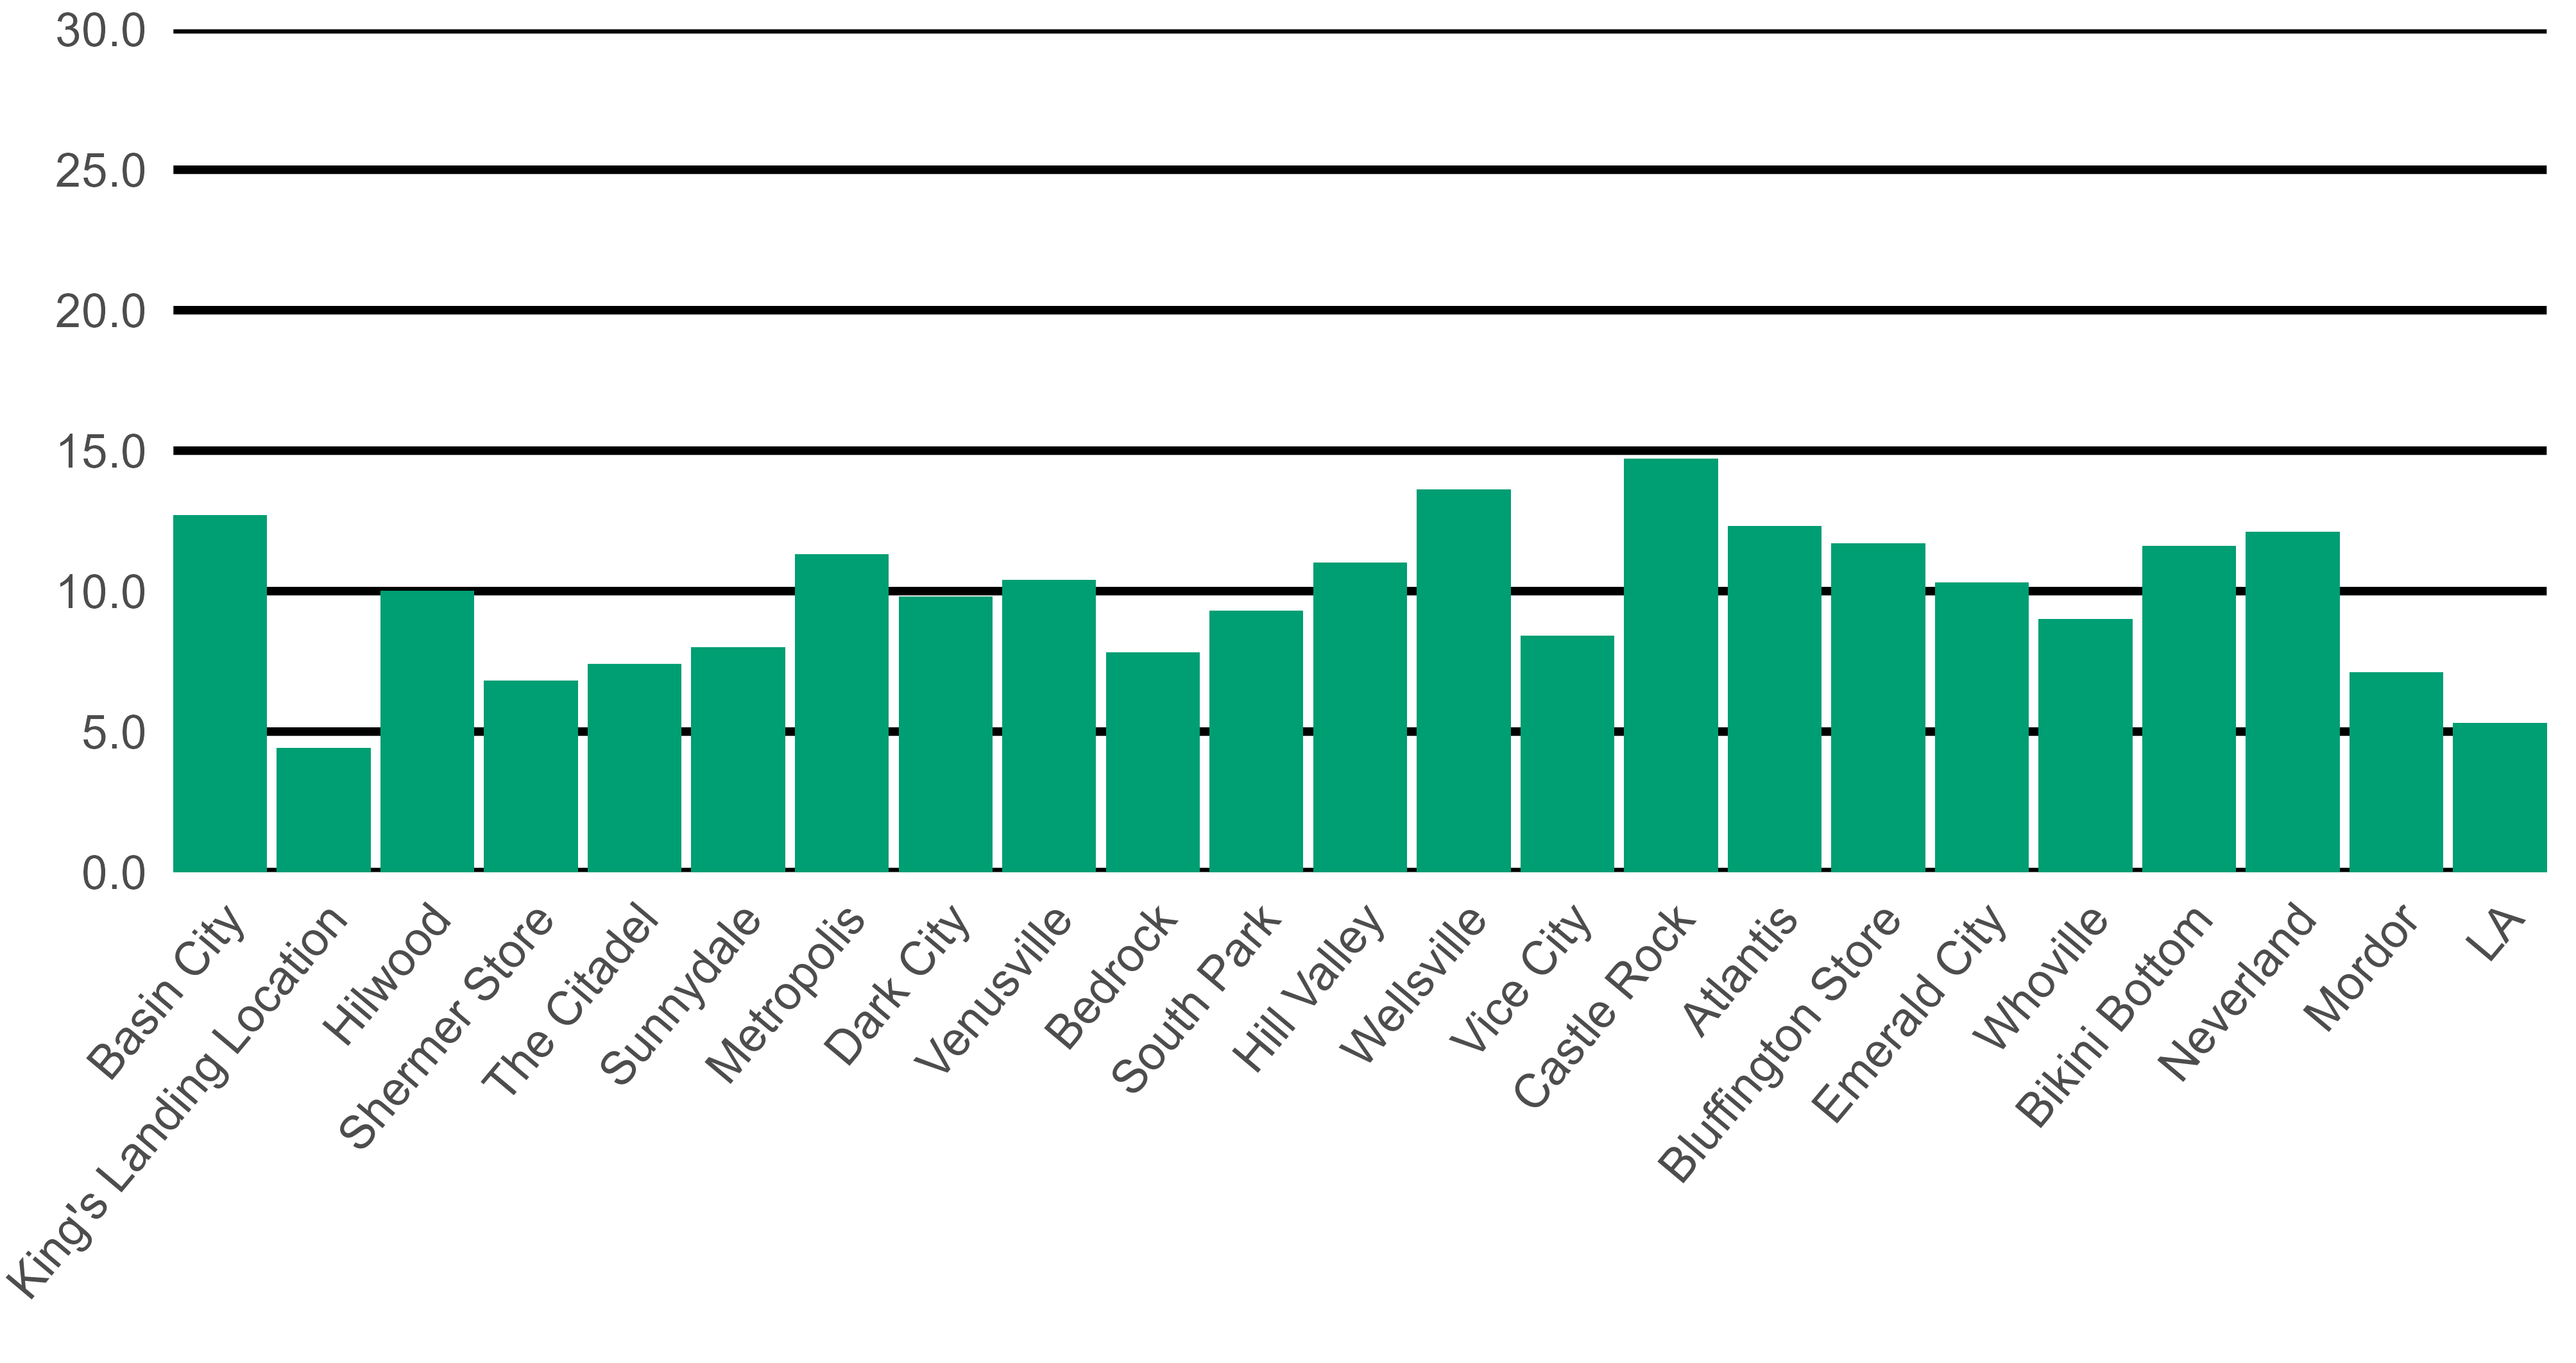 30.0
25.0
20.0
15.0
10.0
5.0
0.0
Basin City
King's Landing Location
Hilwood
Shermer Store
The Citadel
Sunnydale
Metropolis
Dark City
Venusville
Bedrock
South Park
Hill Valley
Wellsville
Vice City
Castle Rock
Atlantis
Bluffington Store
Emerald City
Whoville
Bikini Bottom
Neverland
Mordor
LA